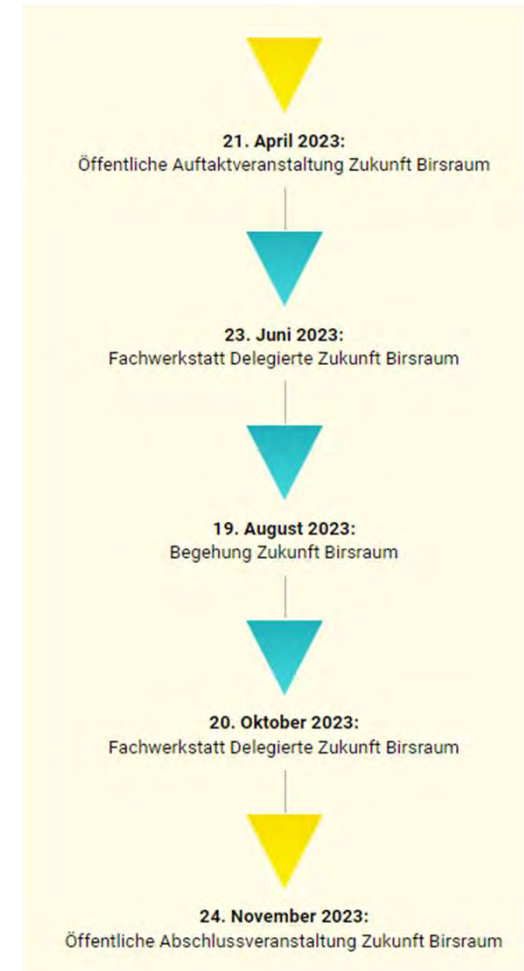 21. April 2023:
Öffentliche Auftaktveranstaltung Zukunft Birsraum
23. Juni 2023:
Fachwerkstatt Delegierte Zukunft Birsraum
19. August 2023:
Begehung Zukunft Birsraum
20. Oktober 2023:
Fachwerkstatt Delegierte Zukunft Birsraum
24. November 2023:
Öffentliche Abschlussveranstaltung Zukunft Birsraum